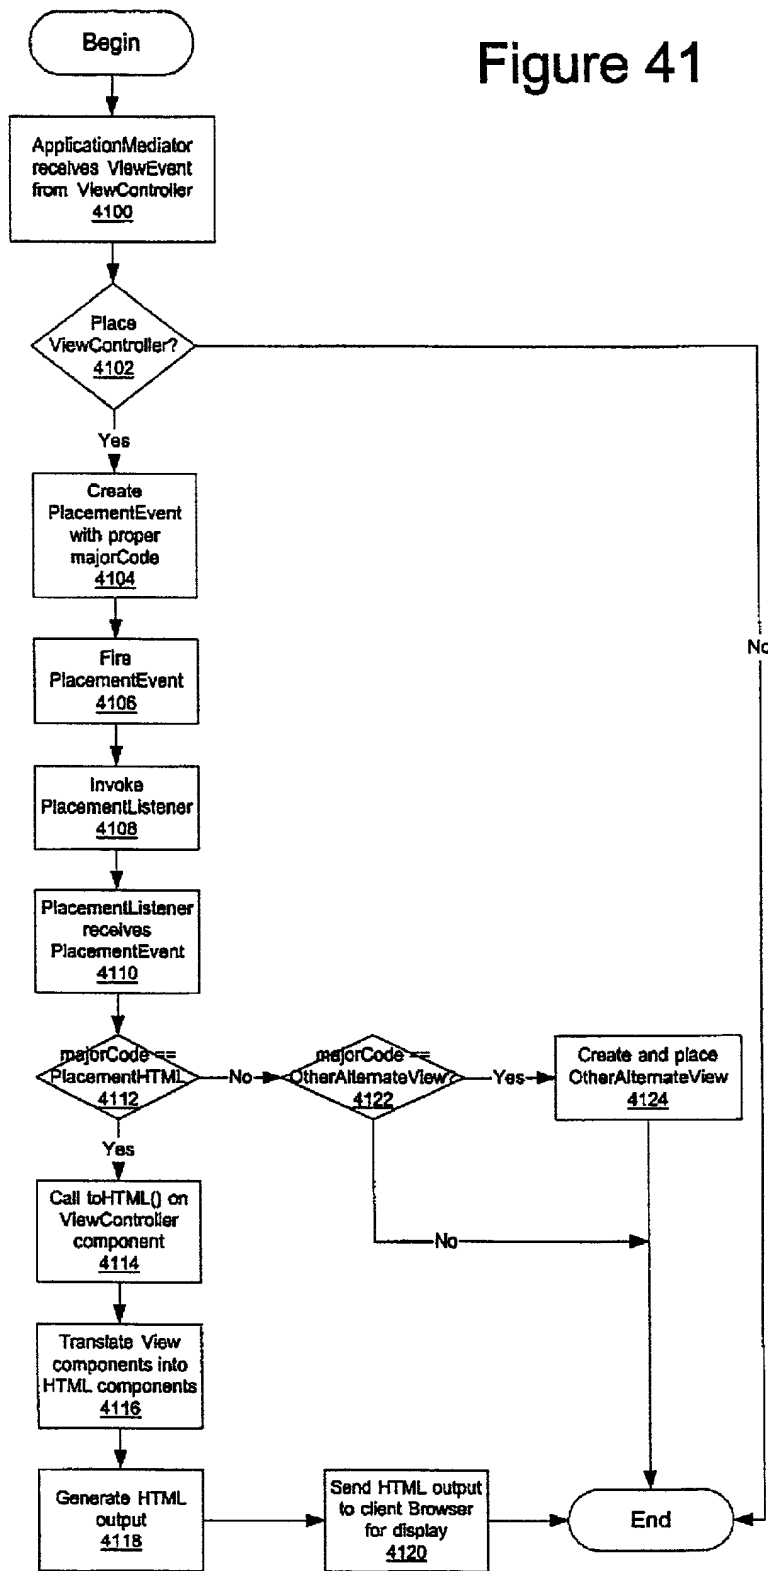 Figure 41
Begin
ApplicationMediator
receives ViewEvent
from ViewController
4100
Place
ViewController?
4102
Yes
No
Create
PlacementEvent
with proper
majorCode
4104
Fire
PlacementEvent
4106
Invoke
PlacementListener
4108
PlacementListener
receives
PlacementEvent
4110
majorCode ==
PlacementHTML
4112
No
majorCode ==
OtherAlternateView?
4122
Yes
Create and place
OtherAlternateView
4124
Yes
No
Call toHTML() on
ViewController
component
4114
Translate View
components into
HTML components
4116
Generate HTML
output
4118
Send HTML output
to client Browser
for display
4120
End